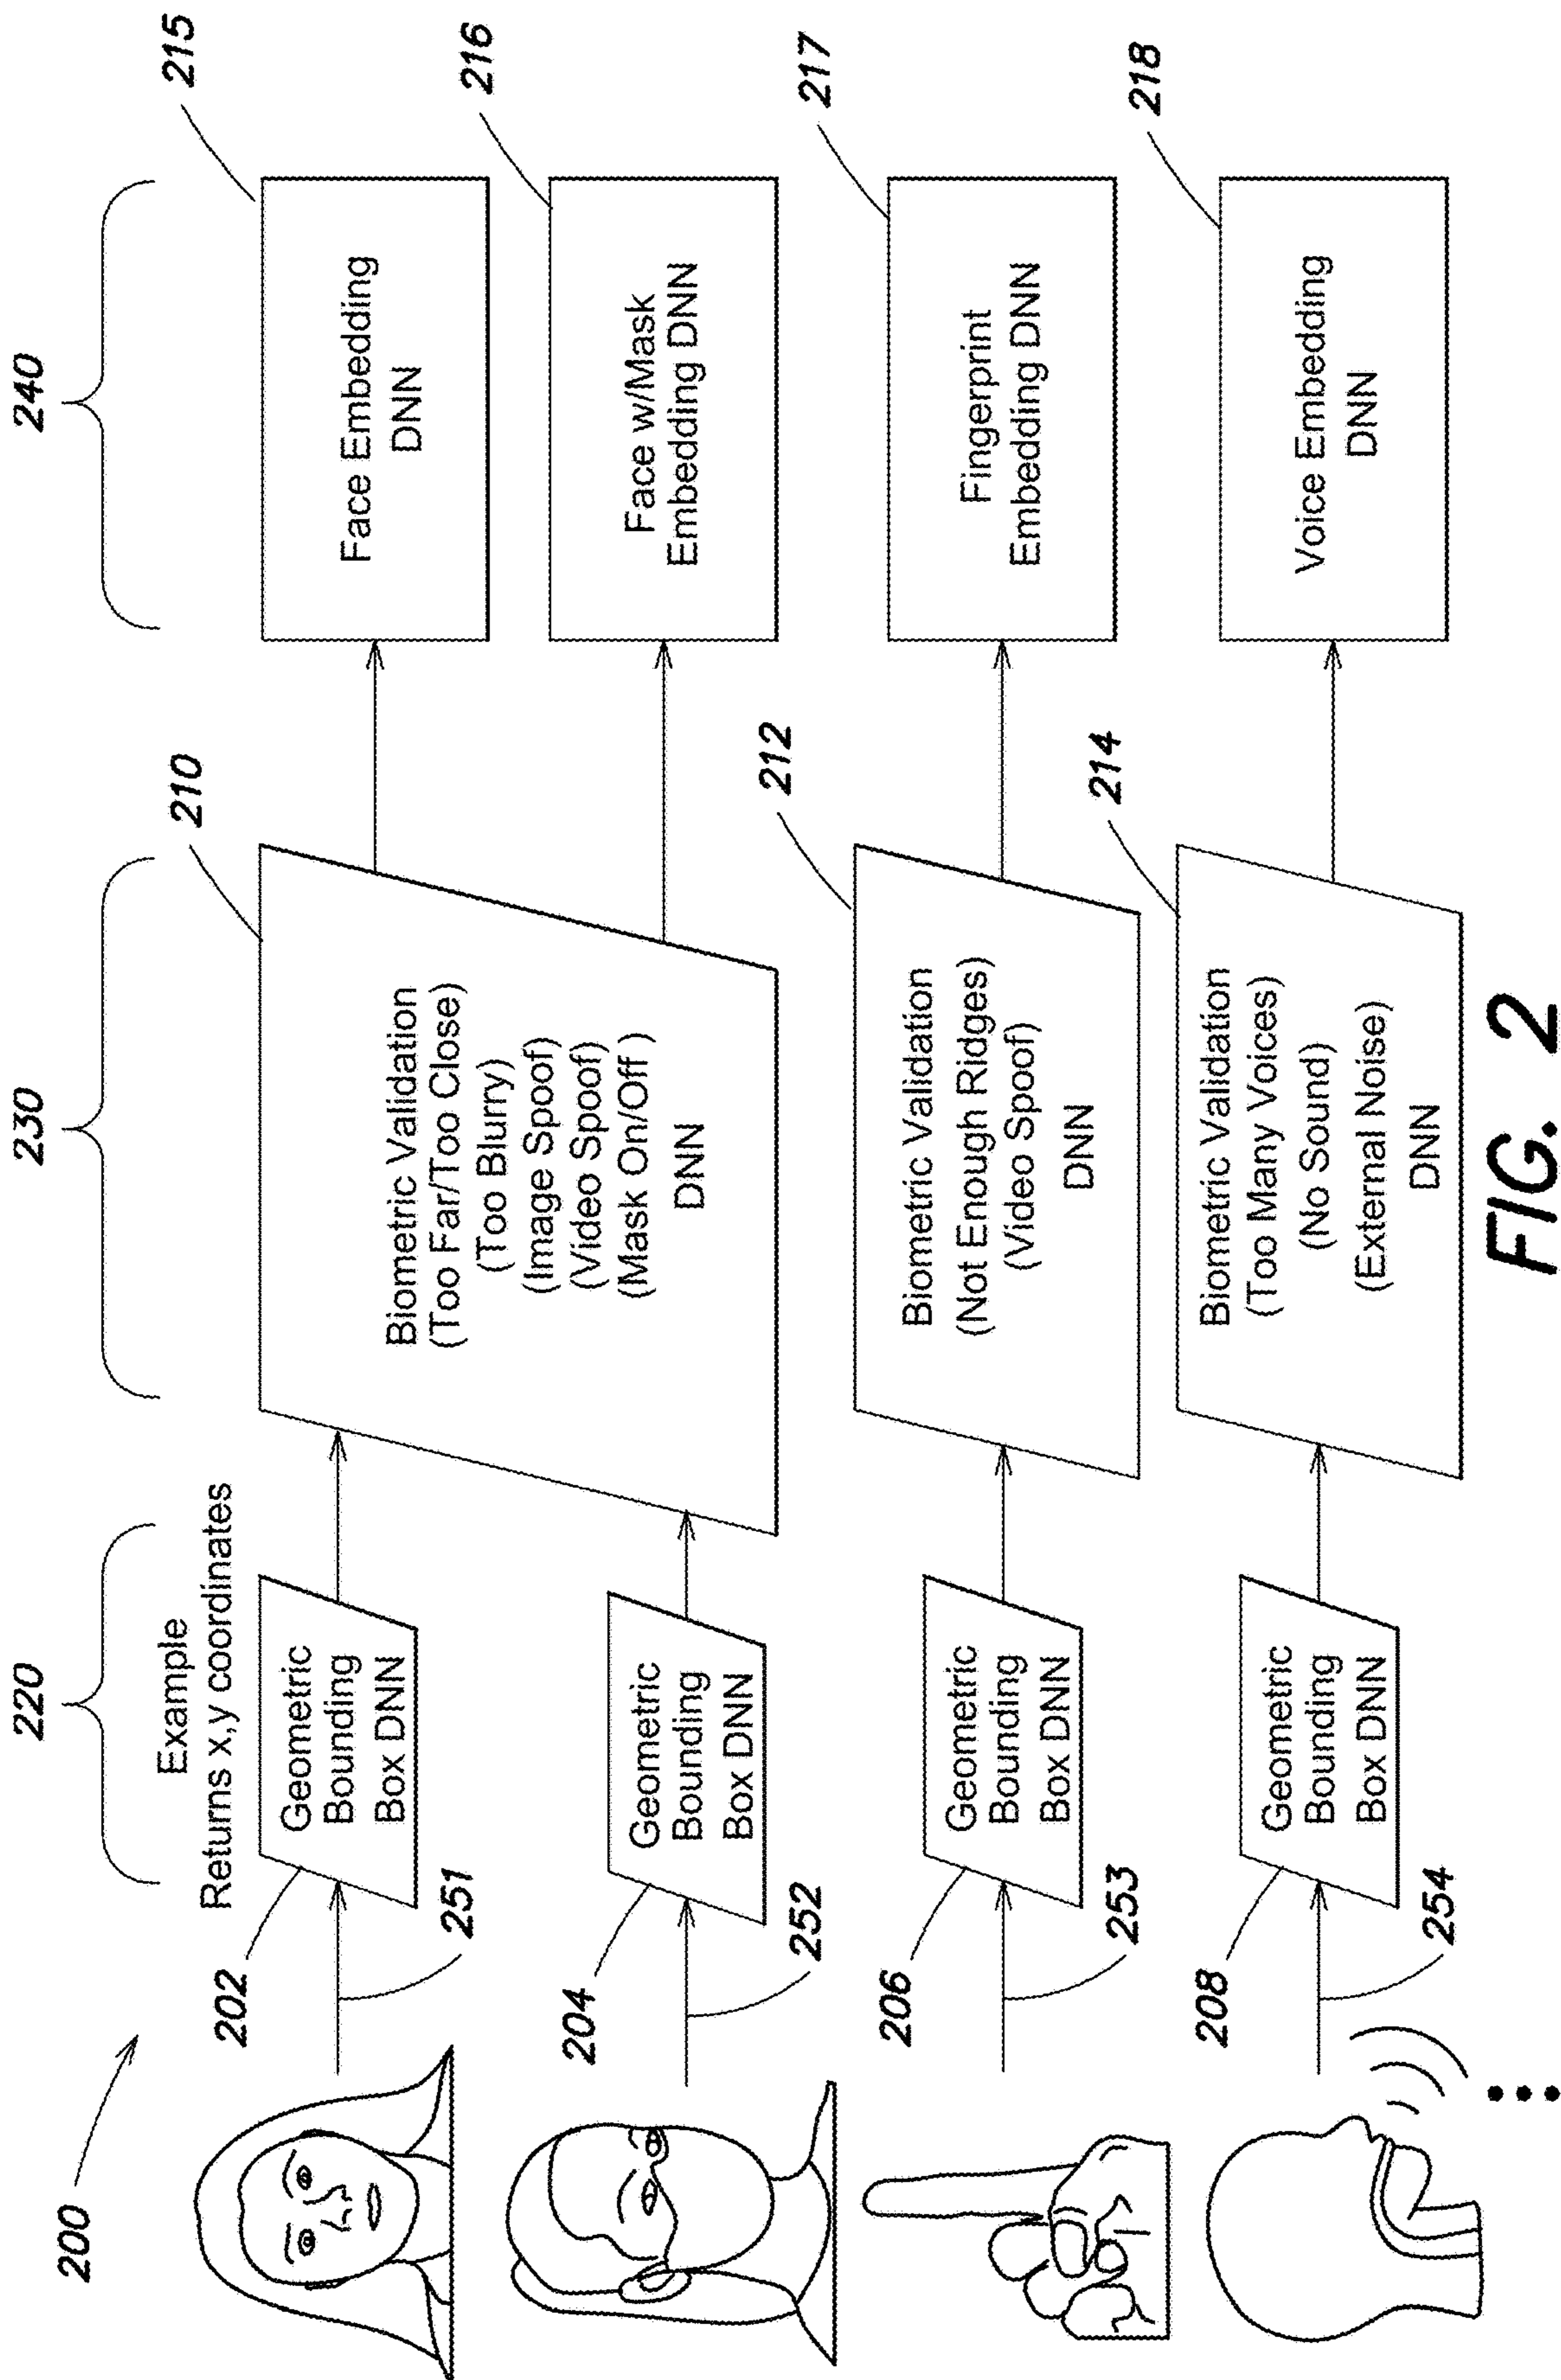 200
220
230
240
Example
Returns x,y coordinates
202
Geometric
Bounding
Box DNN
251
210
Biometric Validation
(Too Far/Too Close)
(Too Blurry)
(Image Spoof)
(Video Spoof)
(Mask On/Off )
DNN
215
Face Embedding
DNN
204
Geometric
Bounding
Box DNN
252
216
Face w/Mask
Embedding DNN
206
Geometric
Bounding
Box DNN
253
212
Biometric Validation
(Not Enough Ridges)
(Video Spoof)
DNN
217
Fingerprint
Embedding DNN
208
Geometric
Bounding
Box DNN
254
214
Biometric Validation
(Too Many Voices)
(No Sound)
(External Noise)
DNN
218
Voice Embedding
DNN
FIG. 2